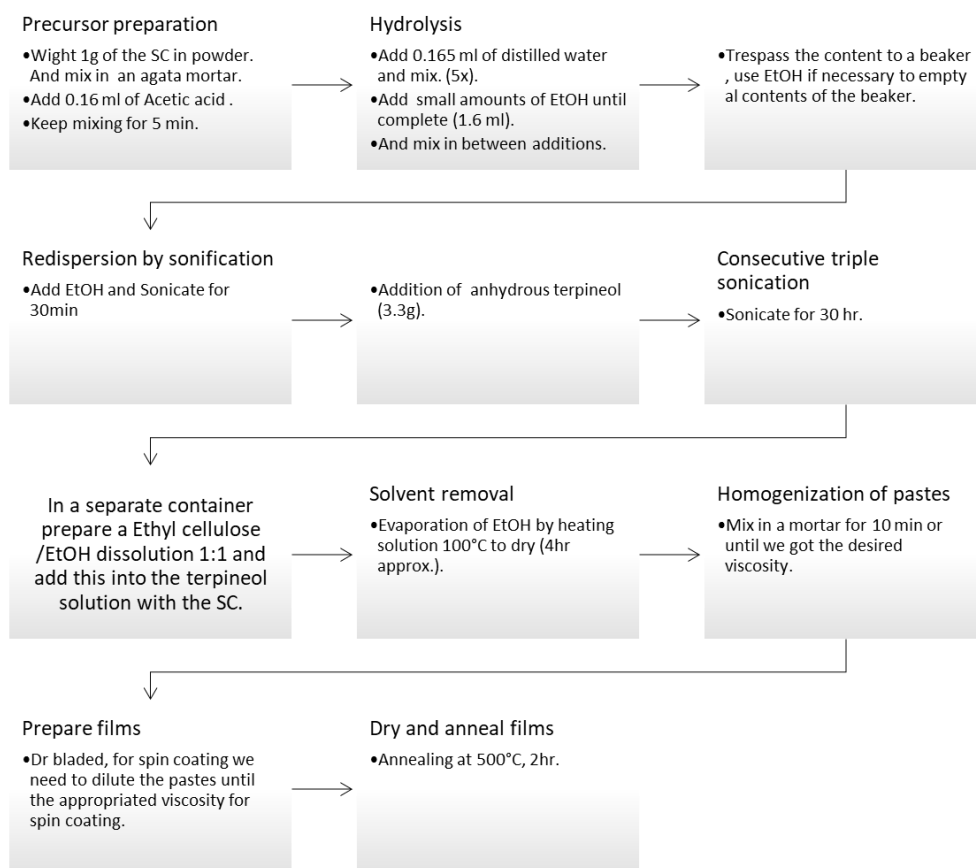 Precursor preparation
•Wight 1g of the SC in powder.
And mix in an agata mortar.
•Add 0.16 ml of Acetic acid .
•Keep mixing for 5 min.
Hydrolysis
•Add 0.165 ml of distilled water
and mix. (5x).
•Add small amounts of EtOH until
complete (1.6 ml).
•And mix in between additions.
•Trespass the content to a beaker
, use EtOH if necessary to empty
al contents of the beaker.
Redispersion by sonification
•Add EtOH and Sonicate for
30min
•Addition of anhydrous terpineol
(3.3g).
Consecutive triple
sonication
•Sonicate for 30 hr.
In a separate container
prepare a Ethyl cellulose
/EtOH dissolution 1:1 and
add this into the terpineol
solution with the SC.
Solvent removal
•Evaporation of EtOH by heating
solution 100°C to dry (4hr
approx.).
Homogenization of pastes
•Mix in a mortar for 10 min or
until we got the desired
viscosity.
Prepare films
•Dr bladed, for spin coating we
need to dilute the pastes until
the appropriated viscosity for
spin coating.
Dry and anneal films
•Annealing at 500°C, 2hr.